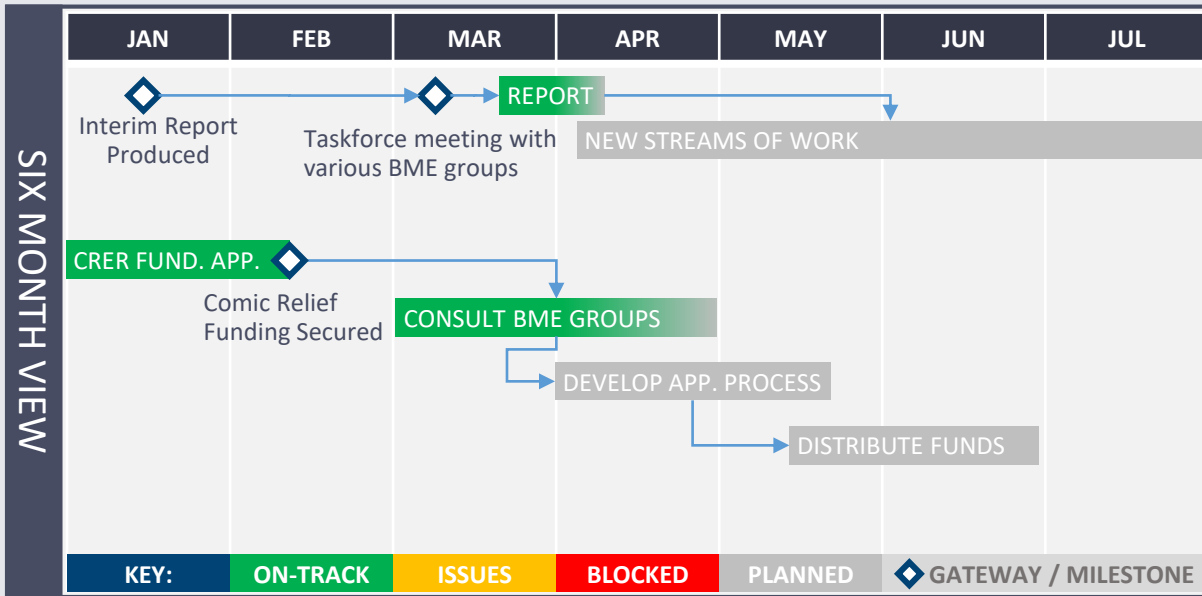 JAN FEB MAR APR MAY JUN JUL
SIX MONTH VIEW
REPORT
Interim Report
Produced
Taskforce meeting with
various BME groups
NEW STREAMS OF WORK
CRER FUND. APP.
Comic Relief
Funding Secured
CONSULT BME GROUPS
DEVELOP APP. PROCESS
DISTRIBUTE FUNDS
KEY: ON-TRACK ISSUES BLOCKED PLANNED GATEWAY / MILESTONE